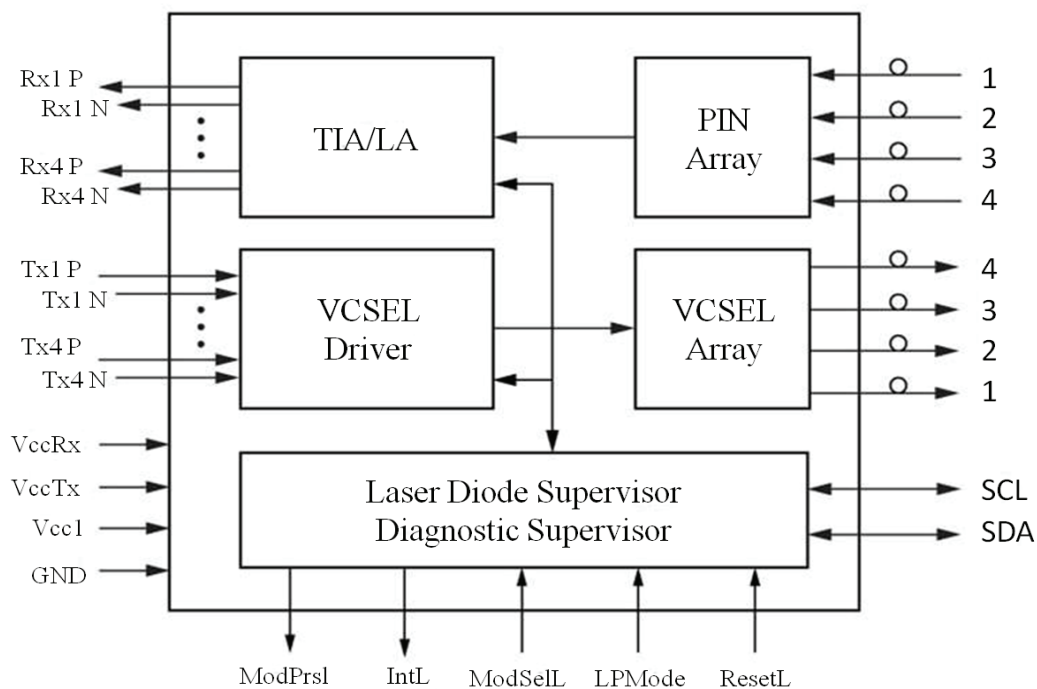 Rx1 P
Rx1 N
Rx4 P
Rx4 N
TIA/LA
PIN
Array
1
2
3
4
Tx1 P
Tx1 N
Tx4 P
Tx4 N
VCSEL
Driver
VCSEL
Array
4
3
2
1
VccRx
VccTx
Vcc1
GND
Laser Diode Supervisor
Diagnostic Supervisor
SCL
SDA
ModPrsl
IntL
ModSelL
LPMode
ResetL